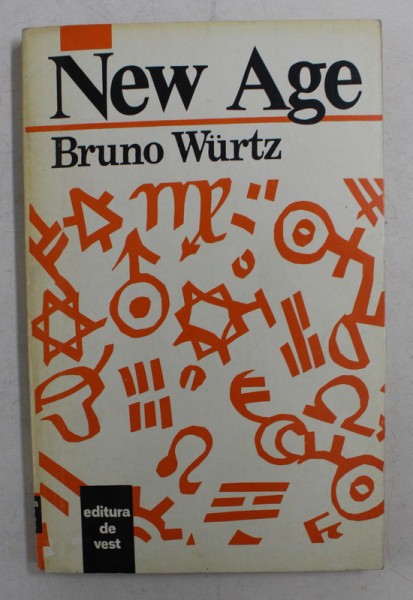 New Age
Bruno Würtz
editura
de
vest